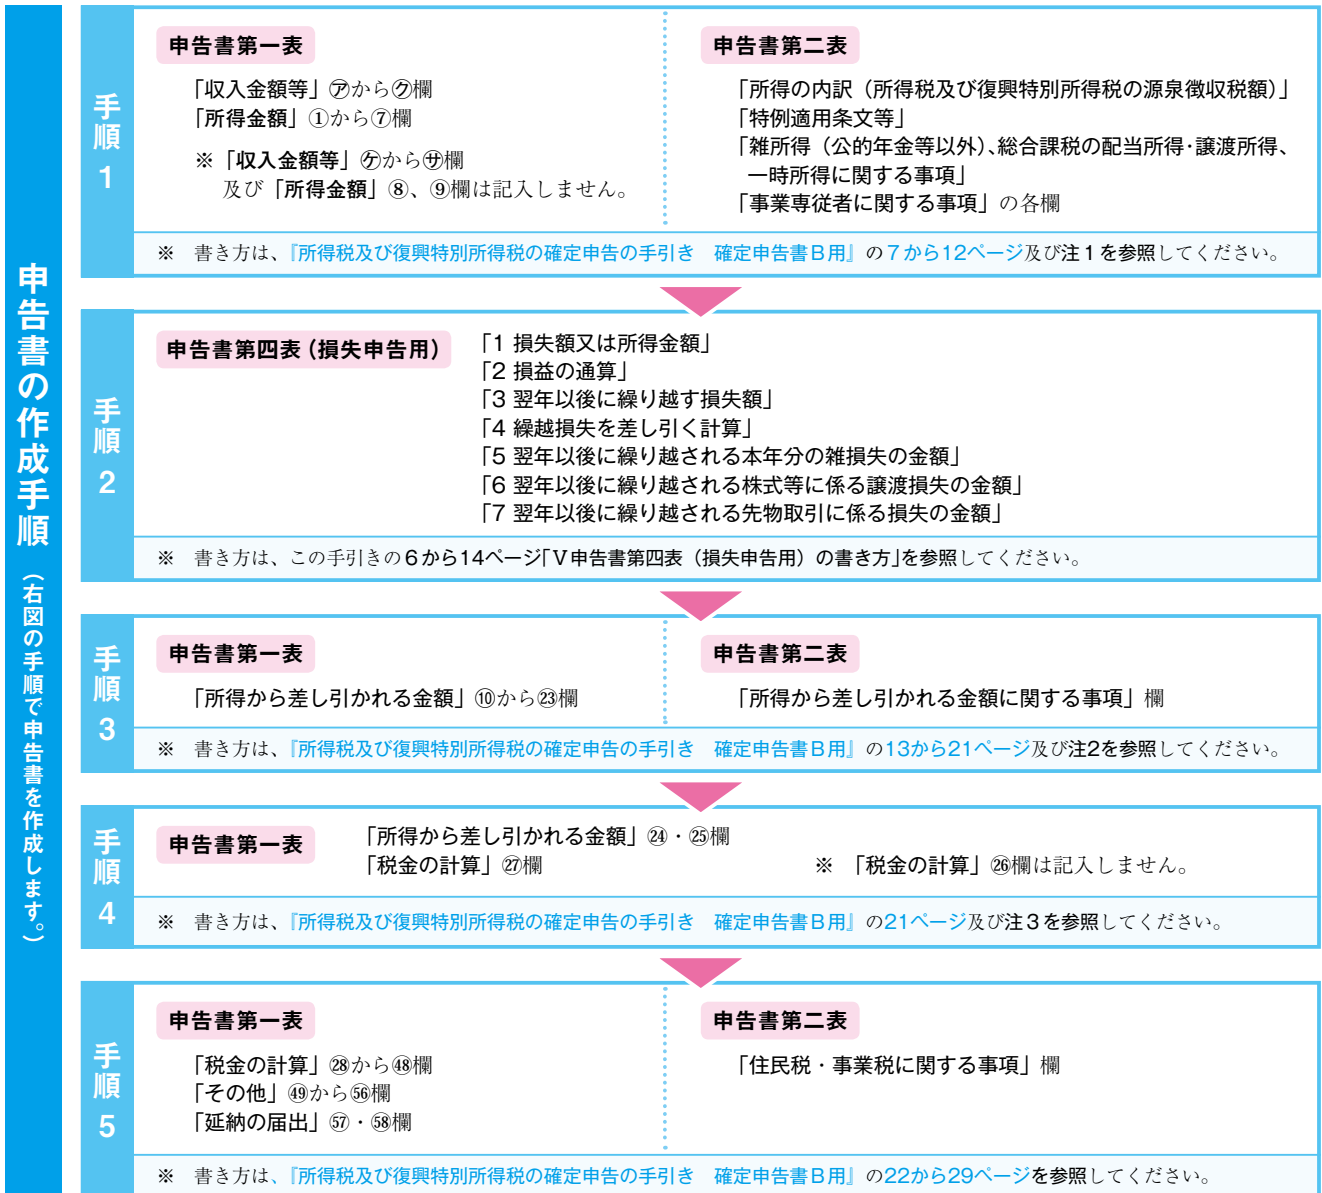 申告書の作成手順（右図の手順で申告書を作成します。）
手順1
申告書第一表
「収入金額等」㋐から㋗欄
「所得金額」①から⑦欄
※「収入金額等」㋘から㋚欄
及び「所得金額」⑧、⑨欄は記入しません。
申告書第二表
「所得の内訳（所得税及び復興特別所得税の源泉徴収税額）」
「特例適用条文等」
「雑所得（公的年金等以外）、総合課税の配当所得・譲渡所得、
一時所得に関する事項」
「事業専従者に関する事項」の各欄
※　書き方は、『所得税及び復興特別所得税の確定申告の手引き　確定申告書B用』の7から12ページ及び注1を参照してください。
手順2
申告書第四表（損失申告用）
「1 損失額又は所得金額」
「2 損益の通算」
「3 翌年以後に繰り越す損失額」
「4 繰越損失を差し引く計算」
「5 翌年以後に繰り越される本年分の雑損失の金額」
「6 翌年以後に繰り越される株式等に係る譲渡損失の金額」
「7 翌年以後に繰り越される先物取引に係る損失の金額」
※　書き方は、この手引きの6から14ページ「Ⅴ申告書第四表（損失申告用）の書き方」を参照してください。
手順3
申告書第一表
「所得から差し引かれる金額」⑩から㉓欄
申告書第二表
「所得から差し引かれる金額に関する事項」欄
※　書き方は、『所得税及び復興特別所得税の確定申告の手引き　確定申告書B用』の13から21ページ及び注2を参照してください。
手順4
申告書第一表
「所得から差し引かれる金額」㉔・㉕欄
「税金の計算」㉗欄　※　「税金の計算」㉖欄は記入しません。
※　書き方は、『所得税及び復興特別所得税の確定申告の手引き　確定申告書B用』の21ページ及び注3を参照してください。
手順5
申告書第一表
「税金の計算」㉘から㊽欄
「その他」㊾から56欄
「延納の届出」57・58欄
申告書第二表
「住民税・事業税に関する事項」欄
※　書き方は、『所得税及び復興特別所得税の確定申告の手引き　確定申告書B用』の22から29ページを参照してください。